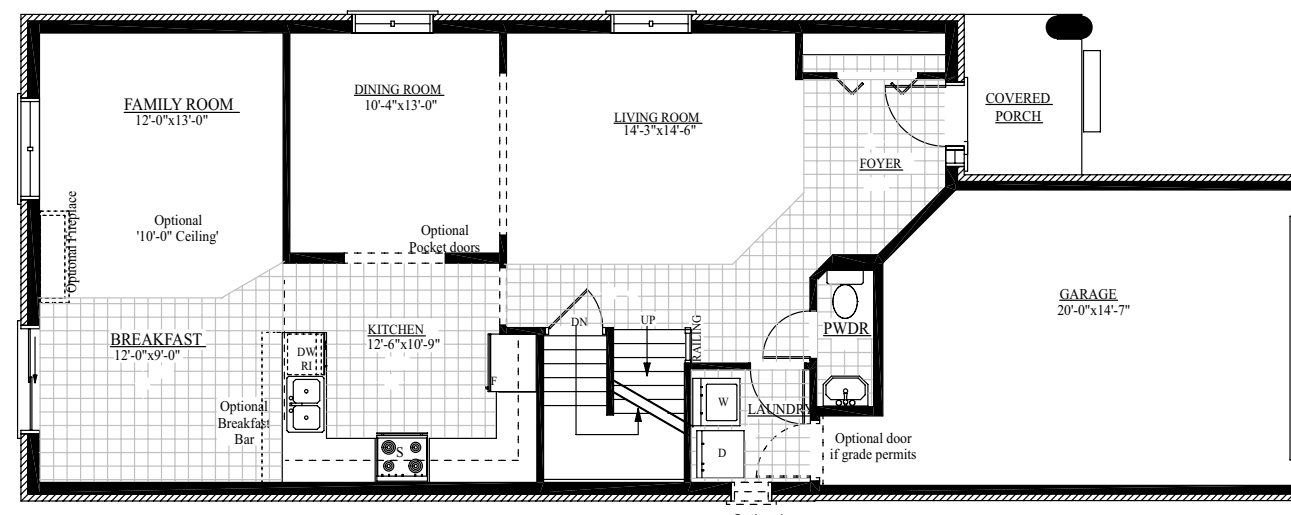 FAMILY ROOM
12'-0"x13'-0"
DINING ROOM
10'-4"x13'-0"
LIVING ROOM
14'-3"x14'-6"
COVERED
PORCH
FOYER
Optional Fireplace
Optional
'10'-0" Ceiling'
Optional
Pocket doors
GARAGE
20'-0"x14'-7"
BREAKFAST
12'-0"x9'-0"
KITCHEN
12'-6"x10'-9"
DN
UP
RAILING
PWDR
DW
RI
F
Optional
Breakfast
Bar
W
LAUNDRY
S
D
Optional door
if grade permits